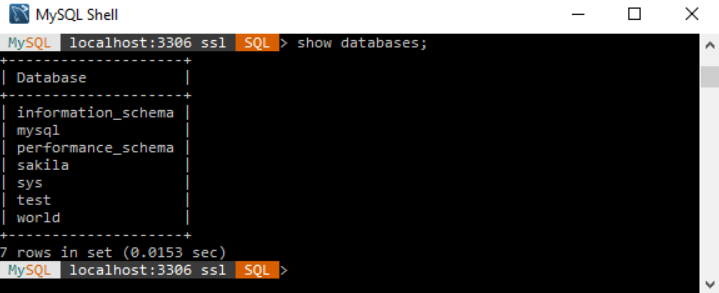 MySQL Shell
MySQL localhost:3306 ssl SQL > show databases;
+--------------------+
| Database           |
+--------------------+
| information_schema |
| mysql              |
| performance_schema |
| sakila             |
| sys                |
| test               |
| world              |
+--------------------+
7 rows in set (0.0153 sec)
MySQL localhost:3306 ssl SQL >